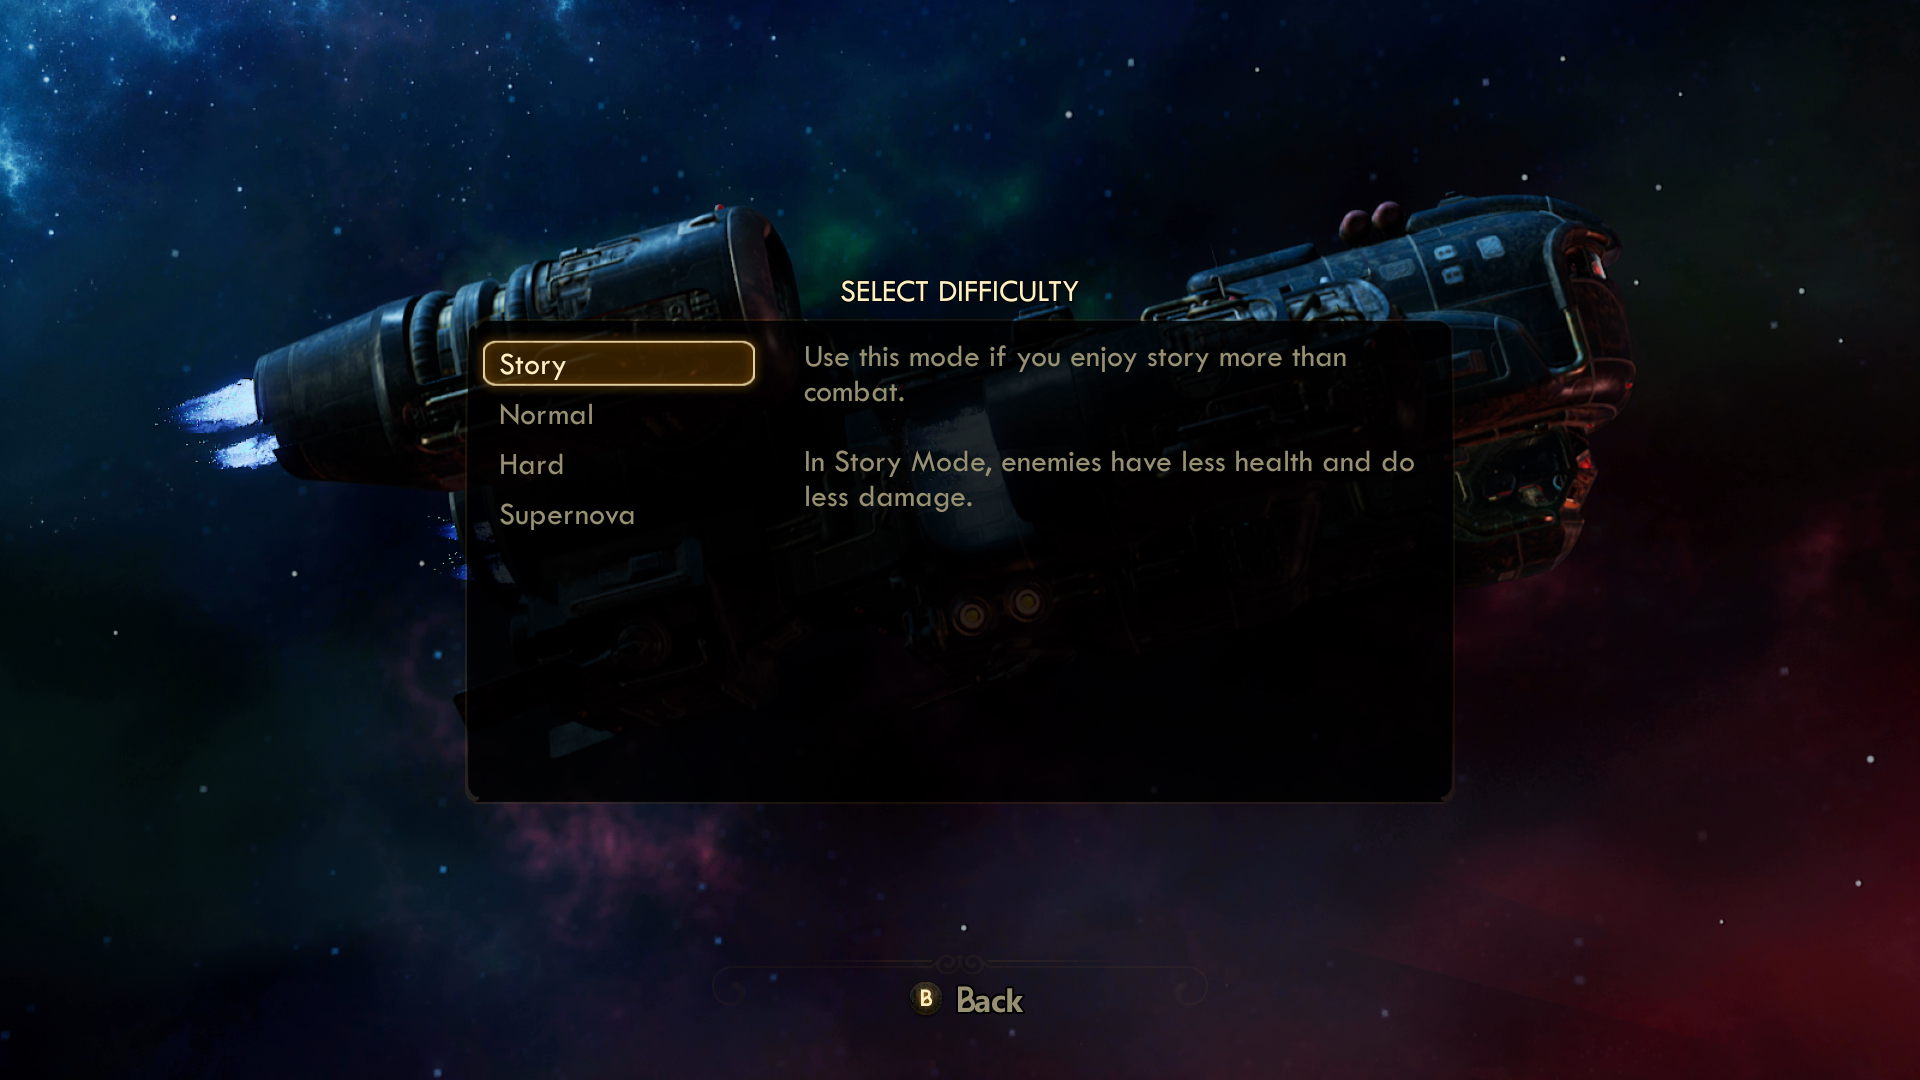 SELECT DIFFICULTY
Story
Normal
Hard
Supernova
Use this mode if you enjoy story more than
combat.
In Story Mode, enemies have less health and do
less damage.
B Back